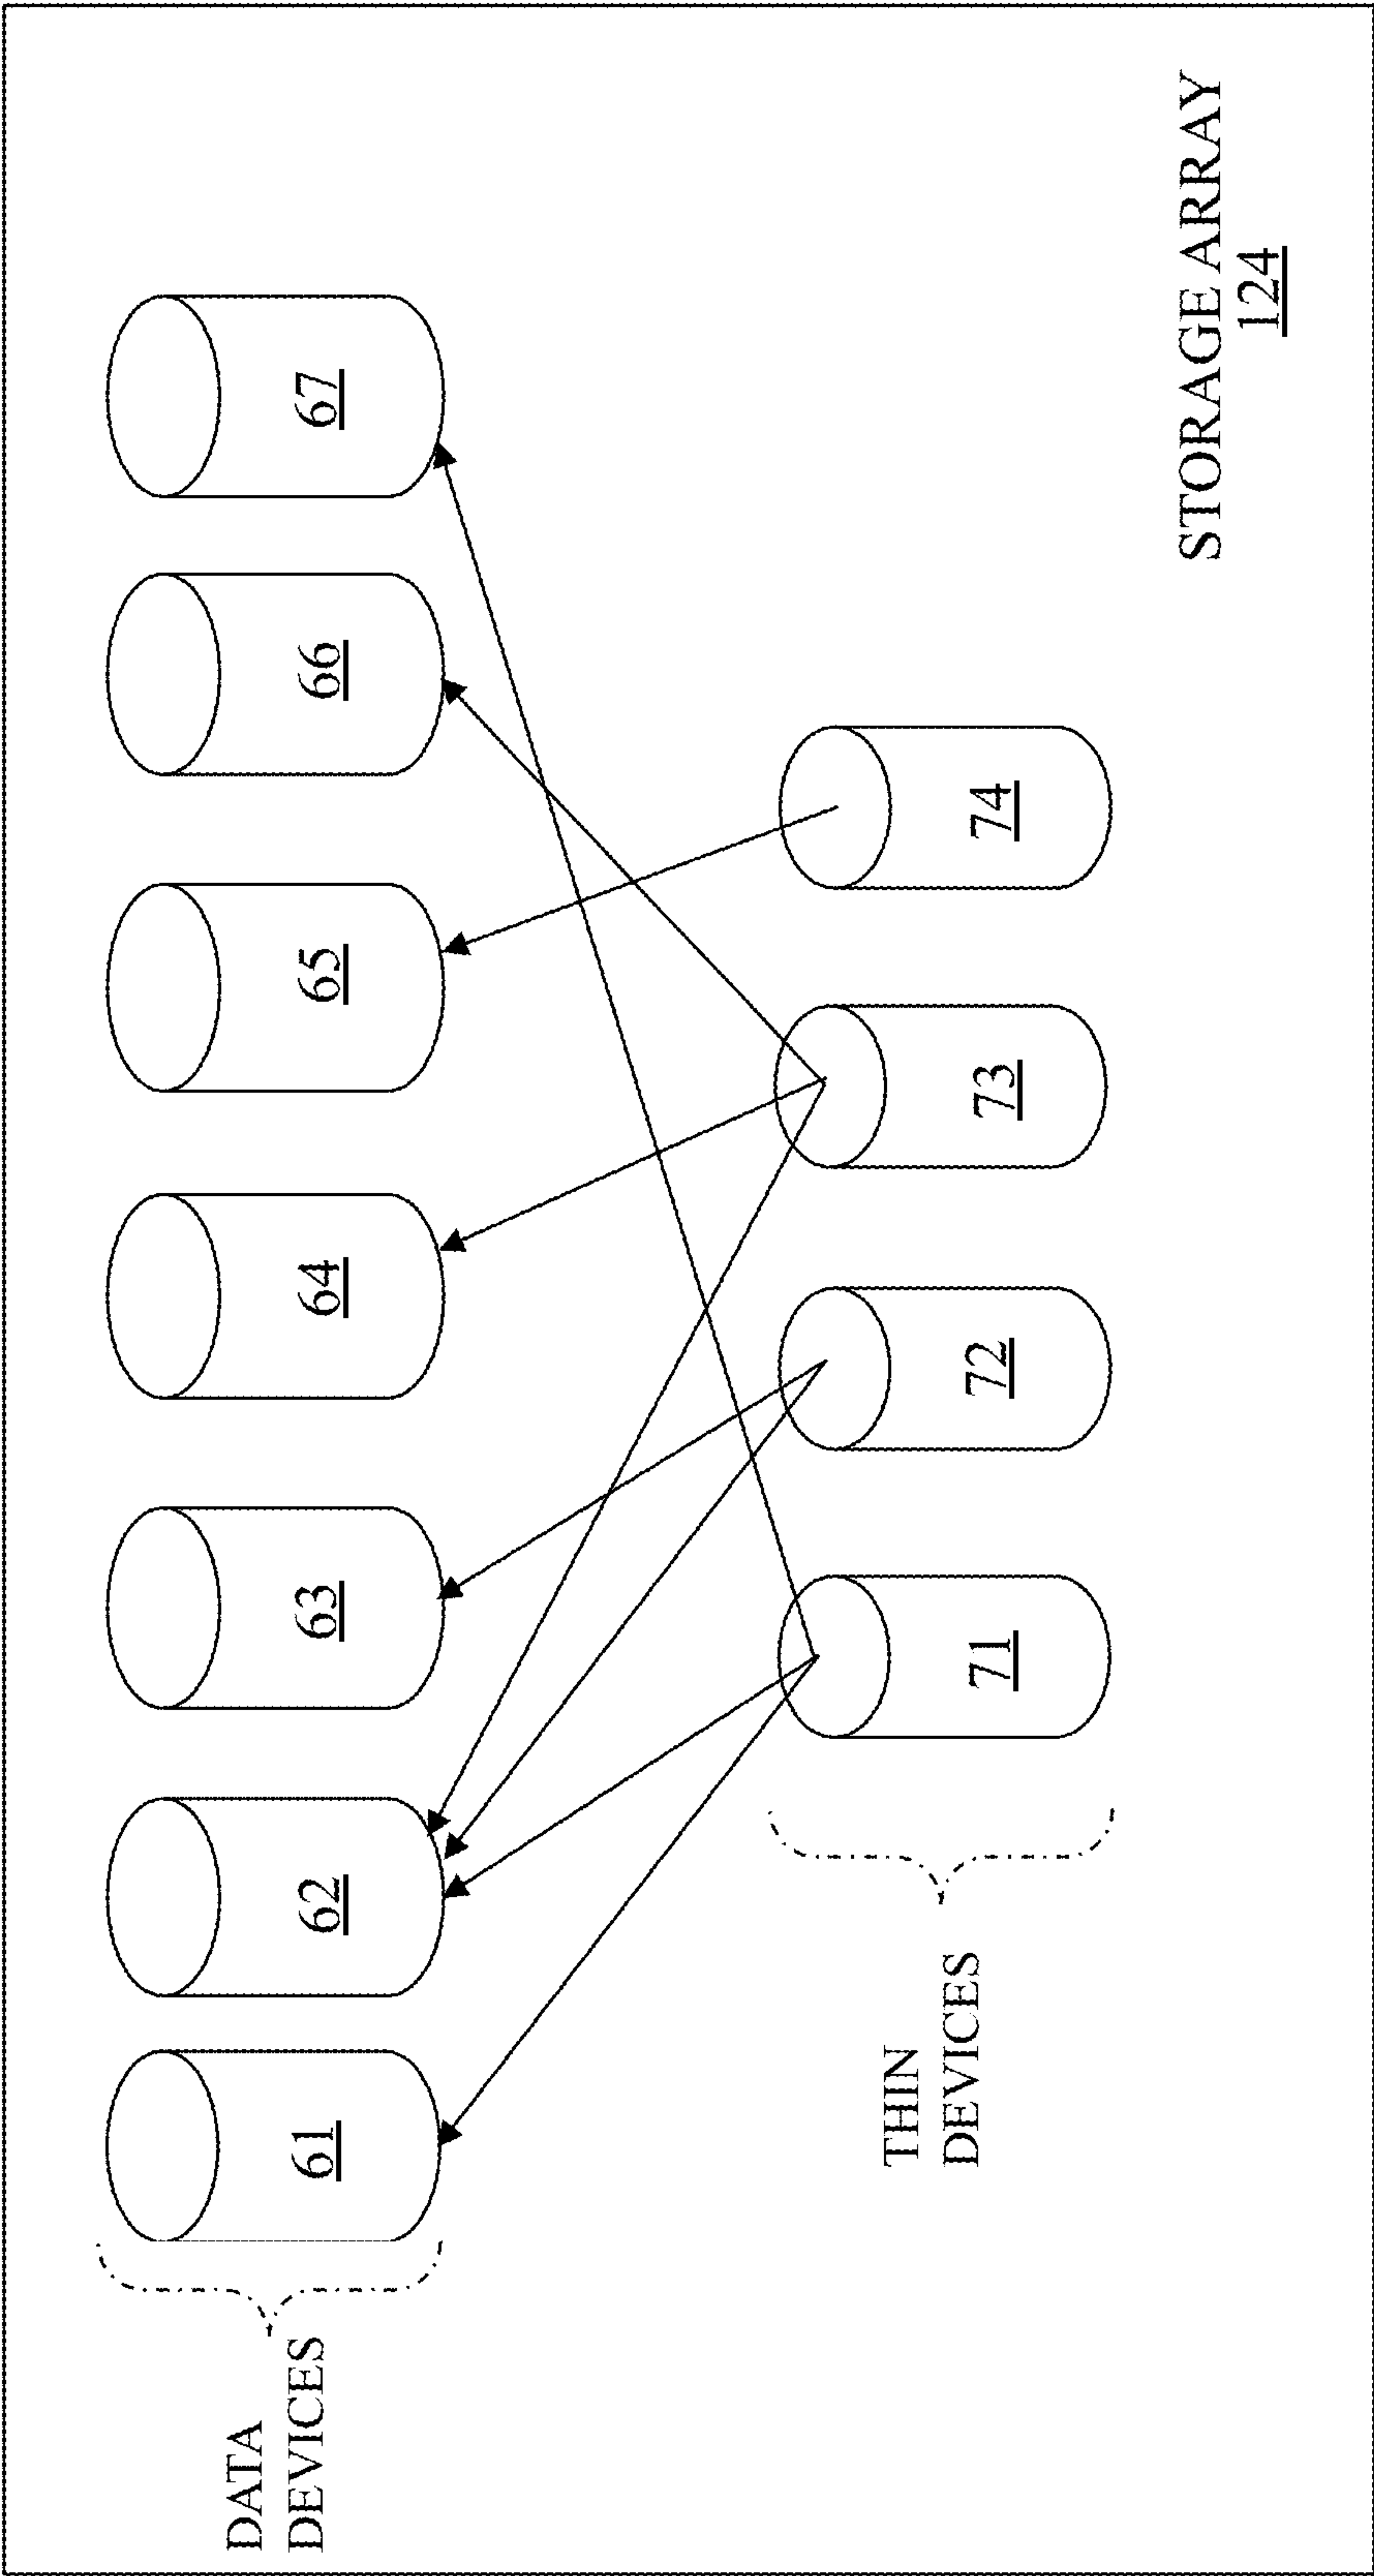 DATA
DEVICES
61
62
63
64
65
66
67
THIN
DEVICES
71
72
73
74
STORAGE ARRAY
124